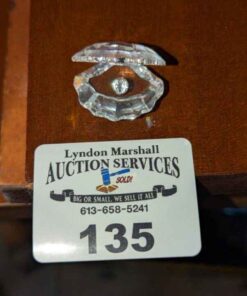 Lyndon Marshall
AUCTION SERVICES
SOLD!
BIG OR SMALL, WE SELL IT ALL
613-658-5241
135